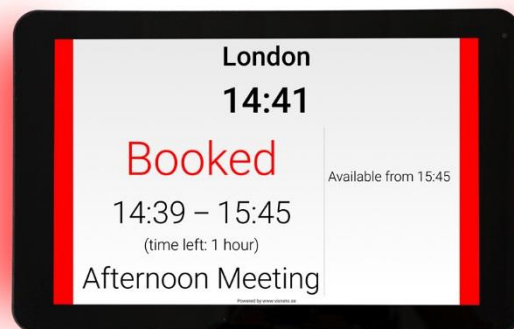 London
14:41
Booked
14:39 – 15:45
(time left: 1 hour)
Afternoon Meeting
Available from 15:45